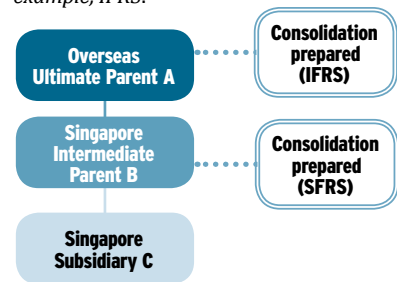 example, IFRS.
Overseas
Ultimate Parent A
Consolidation
prepared
(IFRS)
Singapore
Intermediate
Parent B
Consolidation
prepared
(SFRS)
Singapore
Subsidiary C